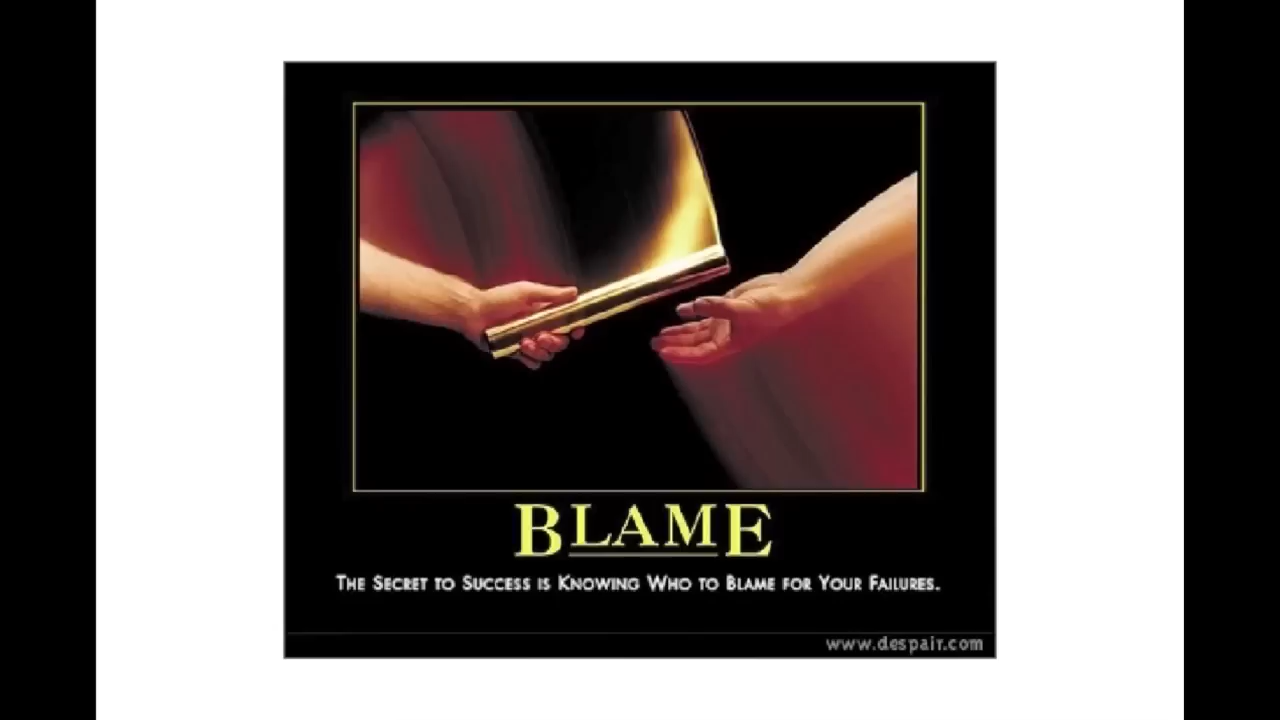 BLAME
THE SECRET TO SUCCESS IS KNOWING WHO TO BLAME FOR YOUR FAILURES.
www.despair.com